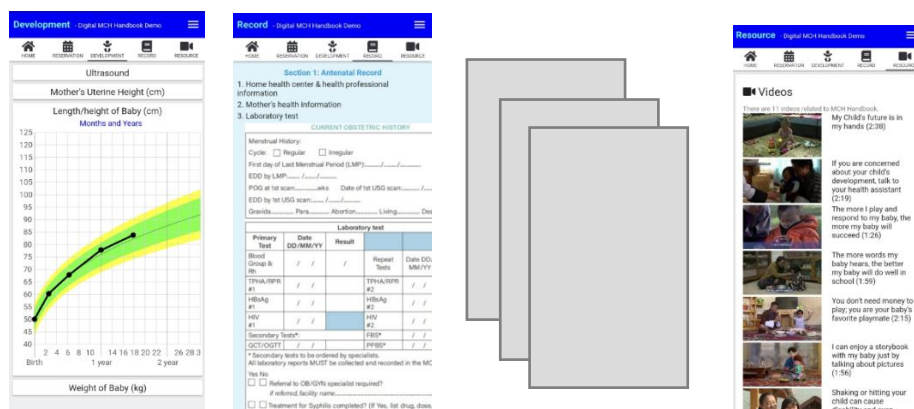 Development - Digital MCH Handbook Demo
HOME RESERVATION DEVELOPMENT RECORD RESOURCE
Ultrasound
Mother's Uterine Height (cm)
Length/height of Baby (cm)
Months and Years
125
120
115
110
105
100
95
90
85
80
75
70
65
60
55
50
45
40
2 4 6 8 10 14 16 18 20 22 26 28 3
Birth 1 year 2 year
Weight of Baby (kg)
Record - Digital MCH Handbook Demo
HOME RESERVATION DEVELOPMENT RECORD RESOURCE
Section 1: Antenatal Record
1. Home health center & health professional
information
2. Mother's health Information
3. Laboratory test
CURRENT OBSTETRIC HISTORY
Menstrual History:
Cycle: Regular Irregular
First day of Last Menstrual Period (LMP):....../....../......
EDD by LMP:....../....../......
POG at 1st scan:............wks Date of 1st USG scan:............/....
EDD by 1st USG scan:....../....../......
Gravida............ Para............ Abortion............ Living............
Laboratory test
Primary Test Date DD/MM/YY Result
Blood Group & Rh / / / Repeat Tests Date DD/ MM/YY
TPHA/RPR #1 / / TPHA/RPR #2 / /
HBsAg #1 / / HBsAg #2 / /
HIV #1 / / HIV #2 / /
Secondary Tests*: FBS* / /
GCT/OGTT / / PPBS* / /
* Secondary tests to be ordered by specialists.
All laboratory reports MUST be collected and recorded in the MC
Yes No
Referral to OB/GYN specialist required?
if referred, facility name
Treatment for Syphilis completed? (If Yes, list drug, dose,
Resource - Digital MCH Handbook Demo
HOME RESERVATION DEVELOPMENT RECORD RESOURCE
Videos
There are 11 videos related to MCH Handbook.
My Child's future is in
my hands (2:38)
If you are concerned
about your child's
development, talk to
your health assistant
(2:19)
The more I play and
respond to my baby, the
more my baby will
succeed (1:26)
The more words my
baby hears, the better
my baby will do well in
school (1:59)
You don't need money to
play; you are your baby's
favorite playmate (2:15)
I can enjoy a storybook
with my baby just by
talking about pictures
(1:56)
Shaking or hitting your
child can cause